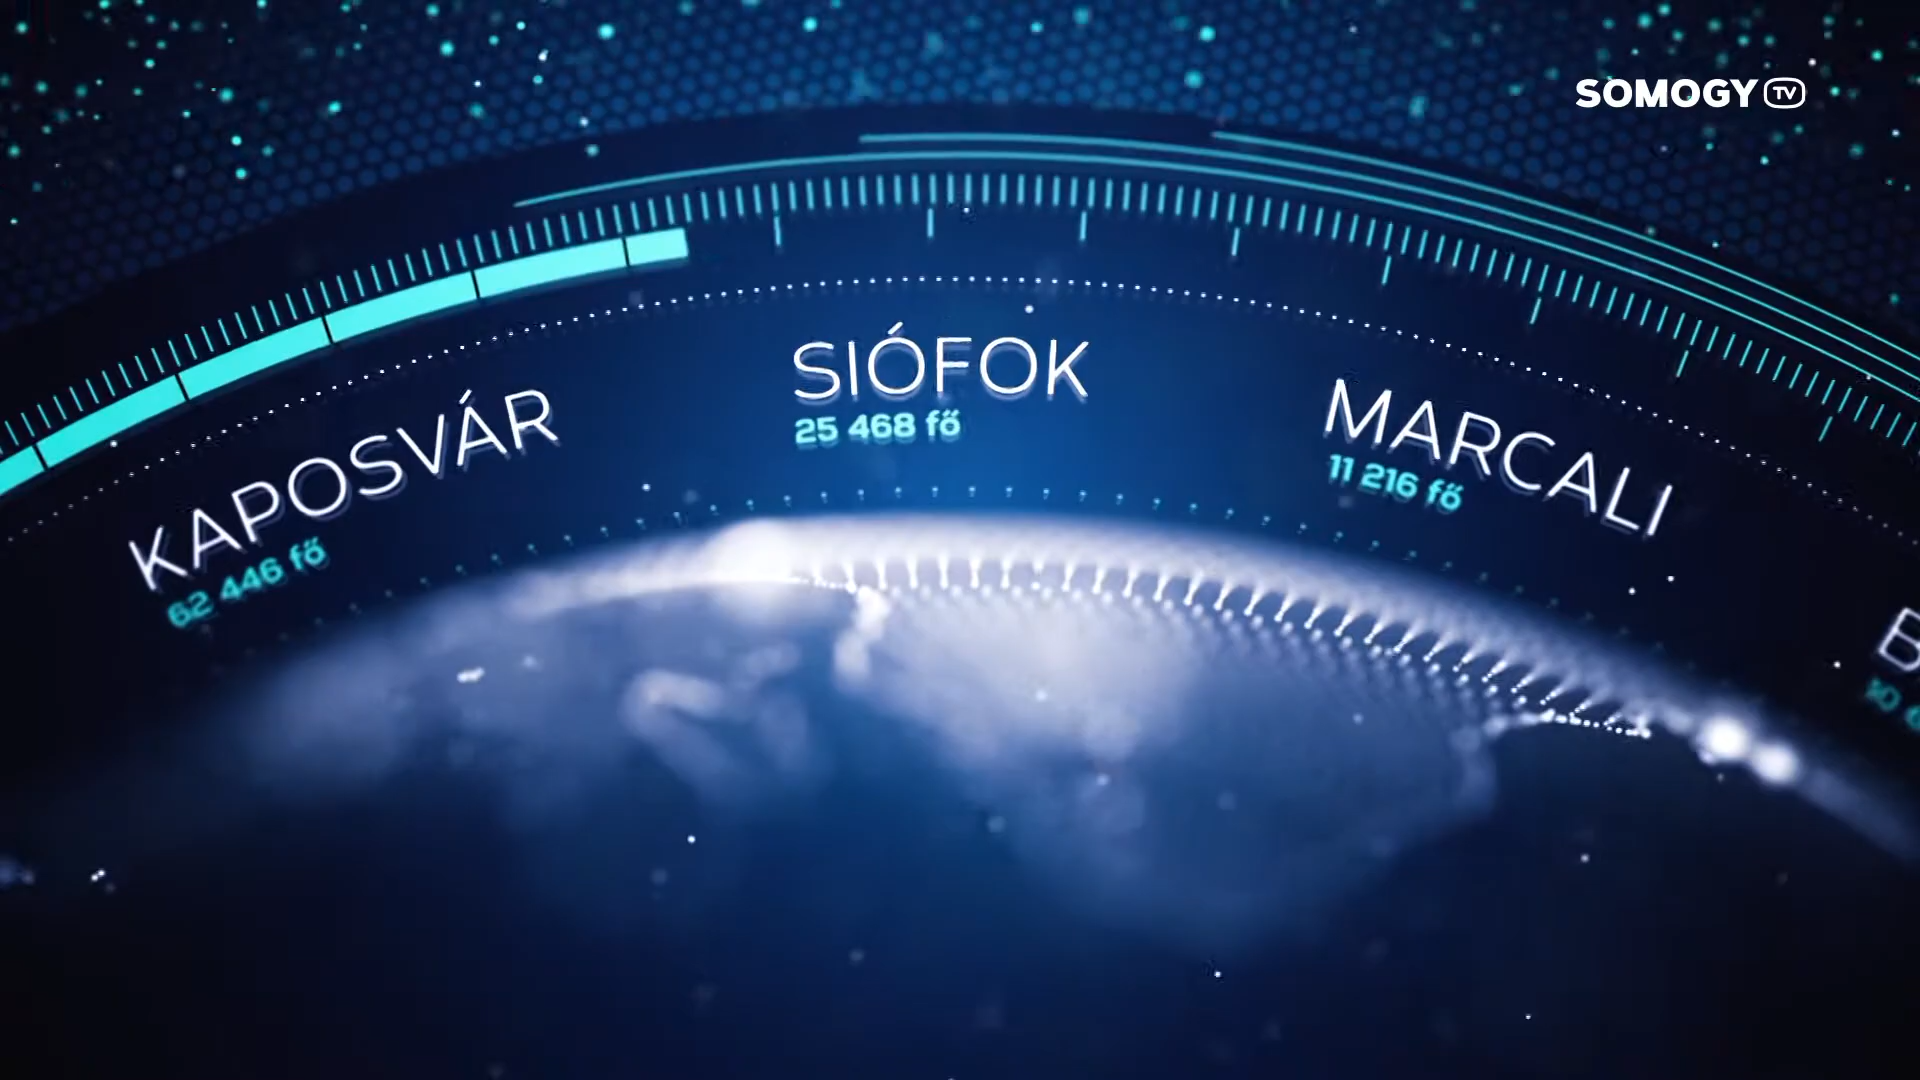 SOMOGY TV
KAPOSVÁR
62 446 fő
SIÓFOK
25 468 fő
MARCALI
11 216 fő
B